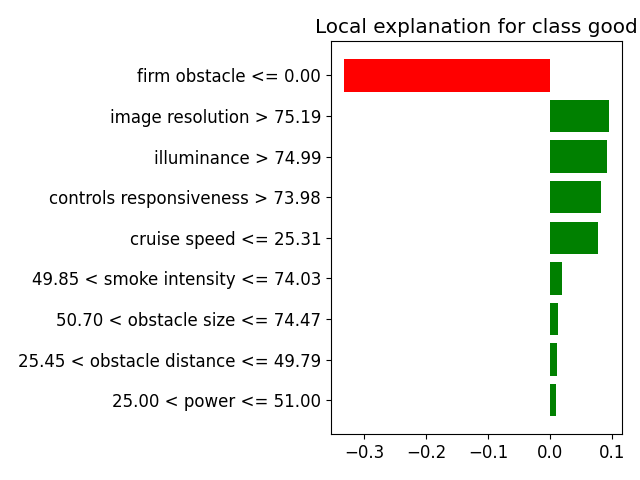 Local explanation for class good
firm obstacle <= 0.00
image resolution > 75.19
illuminance > 74.99
controls responsiveness > 73.98
cruise speed <= 25.31
49.85 < smoke intensity <= 74.03
50.70 < obstacle size <= 74.47
25.45 < obstacle distance <= 49.79
25.00 < power <= 51.00
−0.3 −0.2 −0.1 0.0 0.1